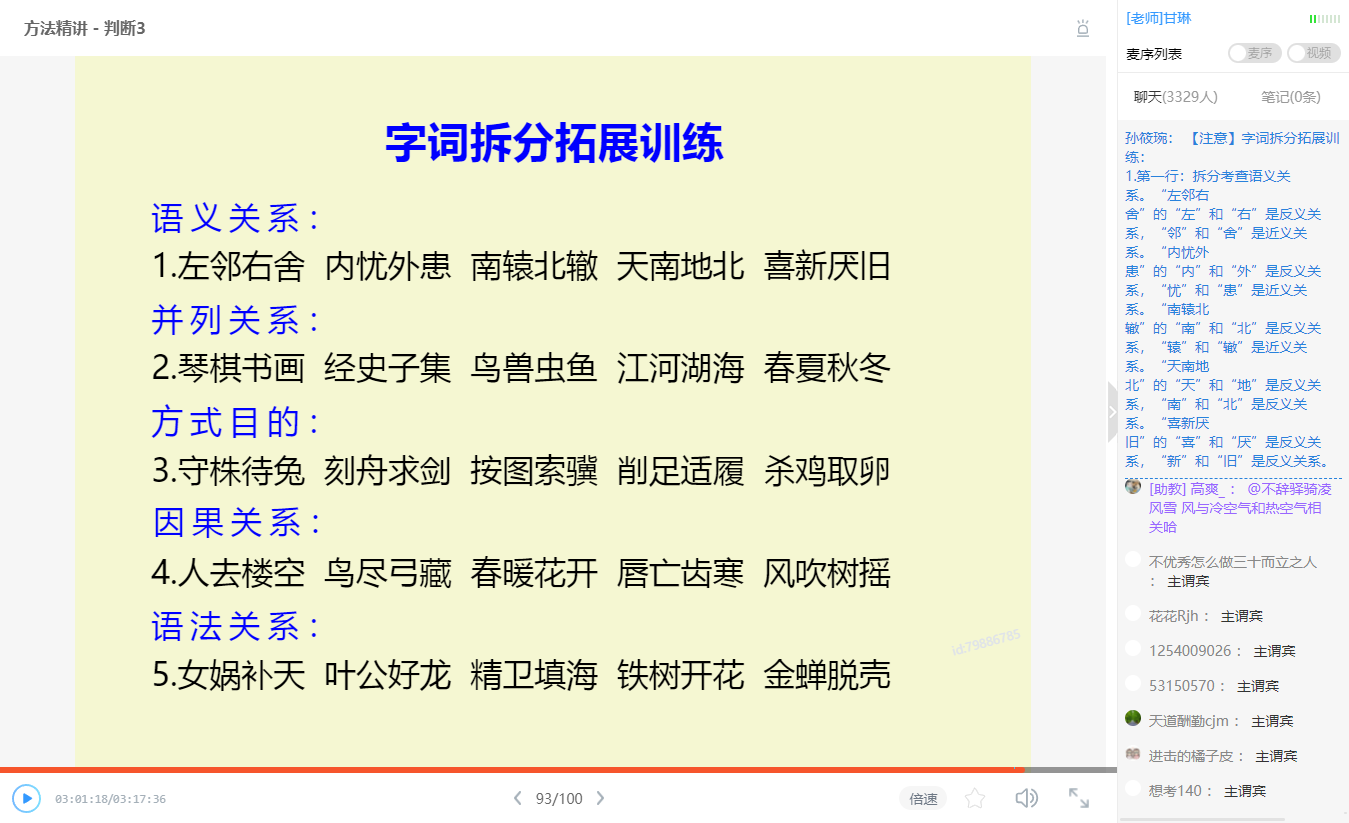 方法精讲 - 判断3
字词拆分拓展训练
语义关系：
1.左邻右舍 内忧外患 南辕北辙 天南地北 喜新厌旧
并列关系：
2.琴棋书画 经史子集 鸟兽虫鱼 江河湖海 春夏秋冬
方式目的：
3.守株待兔 刻舟求剑 按图索骥 削足适履 杀鸡取卵
因果关系：
4.人去楼空 鸟尽弓藏 春暖花开 唇亡齿寒 风吹树摇
语法关系：
5.女娲补天 叶公好龙 精卫填海 铁树开花 金蝉脱壳
id:79886785
03:01:18/03:17:36
93/100
倍速
[老师]甘琳
麦序列表
麦序
视频
聊天(3329人)
笔记(0条)
孙筱琬： 【注意】字词拆分拓展训
练：
1.第一行：拆分考查语义关
系。“左邻右
舍”的“左”和“右”是反义关
系，“邻”和“舍”是近义关
系。“内忧外
患”的“内”和“外”是反义关
系，“忧”和“患”是近义关
系。“南辕北
辙”的“南”和“北”是反义关
系，“辕”和“辙”是近义关
系。“天南地
北”的“天”和“地”是反义关
系，“南”和“北”是反义关
系。“喜新厌
旧”的“喜”和“厌”是反义关
系，“新”和“旧”是反义关系。
[助教] 高爽_： @不辞驿骑凌
风雪 风与冷空气和热空气相
关哈
不优秀怎么做三十而立之人
： 主谓宾
花花Rjh： 主谓宾
1254009026： 主谓宾
53150570： 主谓宾
天道酬勤cjm： 主谓宾
进击的橘子皮： 主谓宾
想考140： 主谓宾